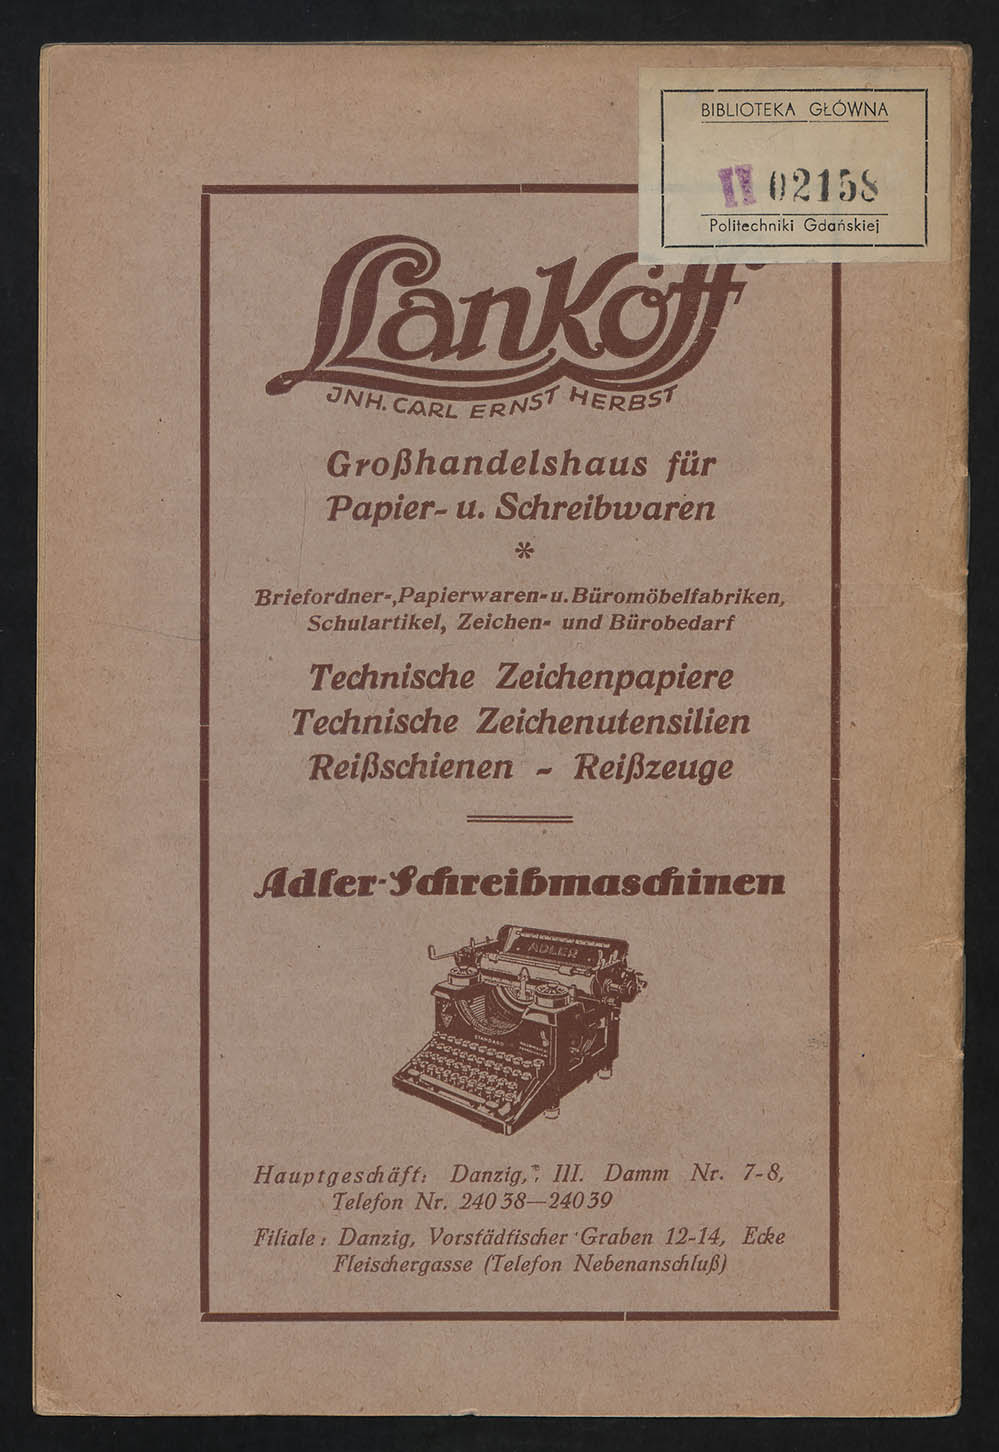 BIBLIOTEKA GŁÓWNA
II 02158
Politechniki Gdańskiej
Lankoff
JNH. CARL ERNST HERBST
Großhandelshaus für
Papier- u. Schreibwaren
*
Briefordner-, Papierwaren- u. Büromöbelfabriken,
Schulartikel, Zeichen- und Bürobedarf
Technische Zeichenpapiere
Technische Zeichenutensilien
Reißschienen - Reißzeuge
Adler-Schreibmaschinen
ADLER
STANDARD
Hauptgeschäft: Danzig, III. Damm Nr. 7-8,
Telefon Nr. 240 38—240 39
Filiale: Danzig, Vorstädtischer Graben 12-14, Ecke
Fleischergasse (Telefon Nebenanschluß)